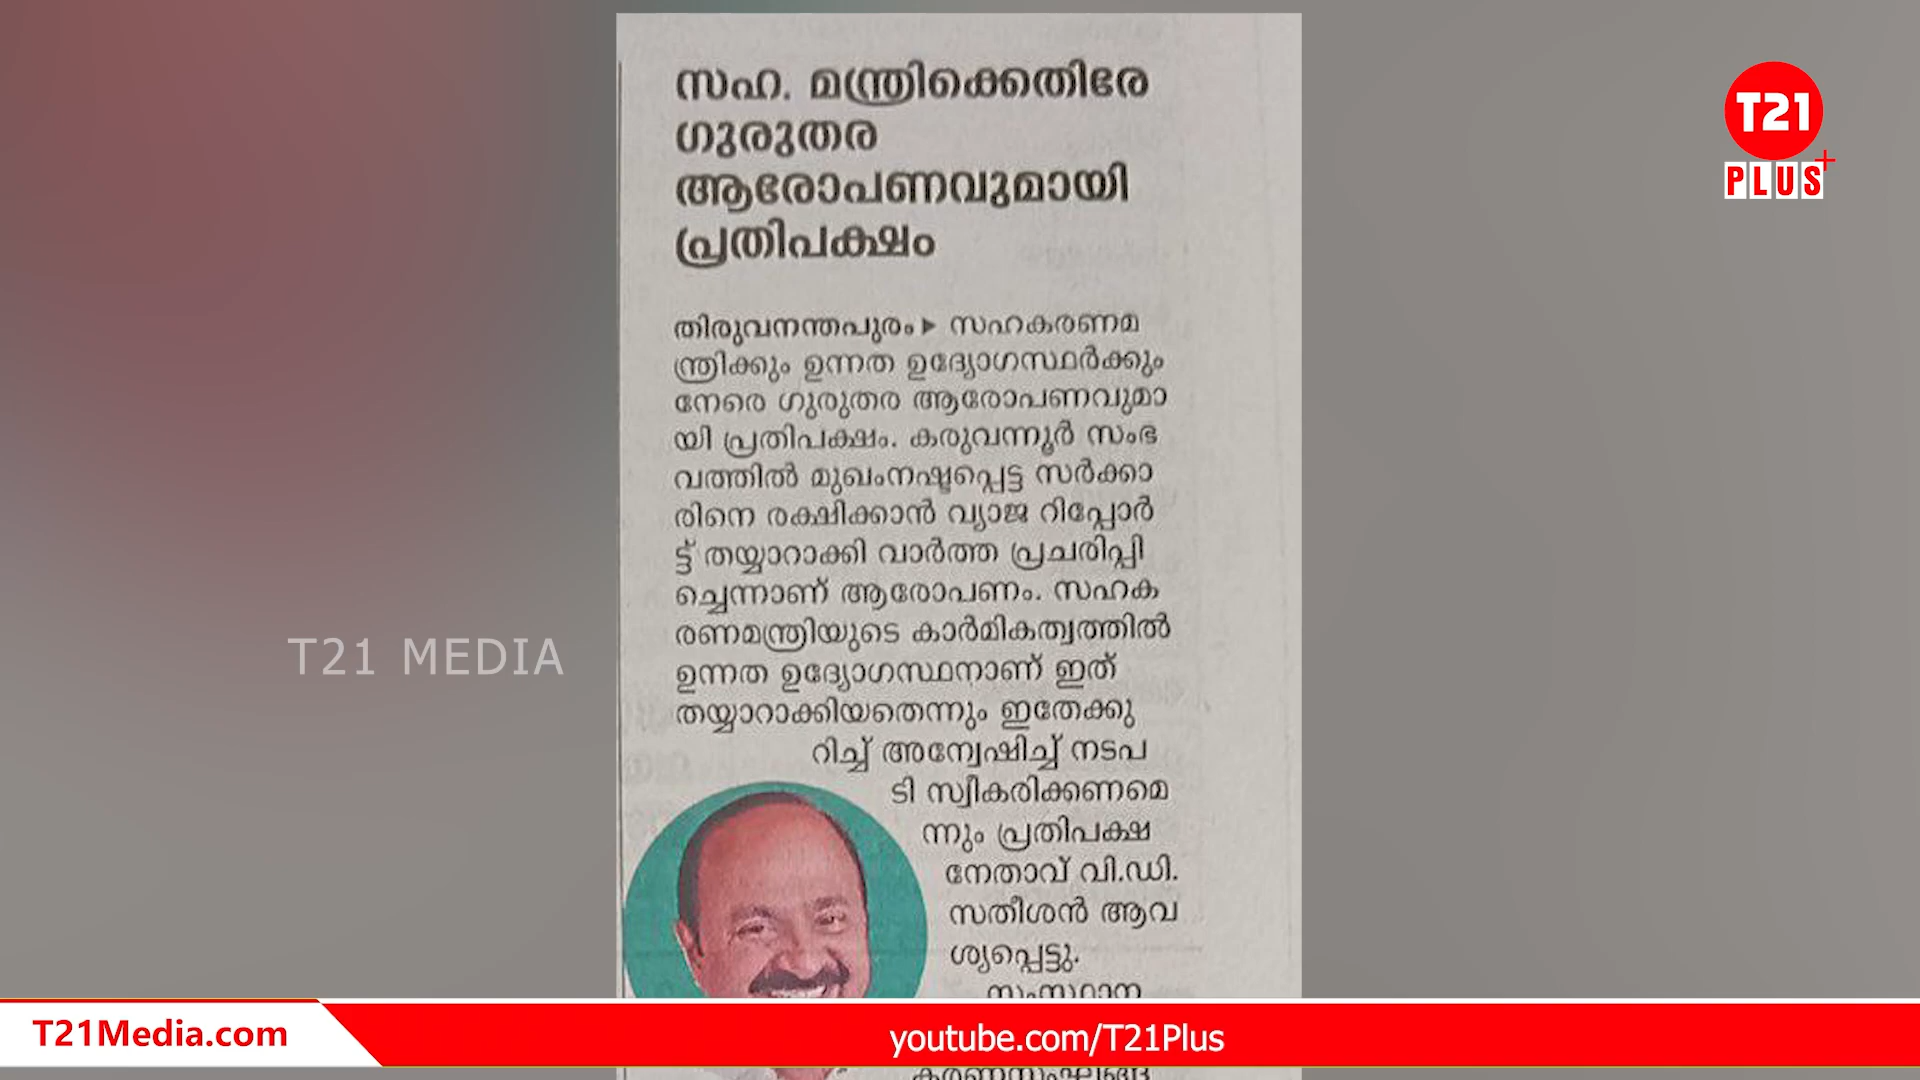 സഹ. മന്ത്രിക്കെതിരേ
ഗുരുതര
ആരോപണവുമായി
പ്രതിപക്ഷം
തിരുവനന്തപുരം ▶ സഹകരണമ
ന്ത്രിക്കും ഉന്നത ഉദ്യോഗസ്ഥർക്കും
നേരെ ഗുരുതര ആരോപണവുമാ
യി പ്രതിപക്ഷം. കരുവന്നൂർ സംഭ
വത്തിൽ മുഖംനഷ്ടപ്പെട്ട സർക്കാ
രിനെ രക്ഷിക്കാൻ വ്യാജ റിപ്പോർ
ട്ട് തയ്യാറാക്കി വാർത്ത പ്രചരിപ്പി
ച്ചെന്നാണ് ആരോപണം. സഹക
രണമന്ത്രിയുടെ കാർമികത്വത്തിൽ
ഉന്നത ഉദ്യോഗസ്ഥനാണ് ഇത്
തയ്യാറാക്കിയതെന്നും ഇതേക്കു
റിച്ച് അന്വേഷിച്ച് നടപ
ടി സ്വീകരിക്കണമെ
ന്നും പ്രതിപക്ഷ
നേതാവ് വി.ഡി.
സതീശൻ ആവ
ശ്യപ്പെട്ടു.
T21
PLUS+
T21 MEDIA
T21Media.com
youtube.com/T21Plus